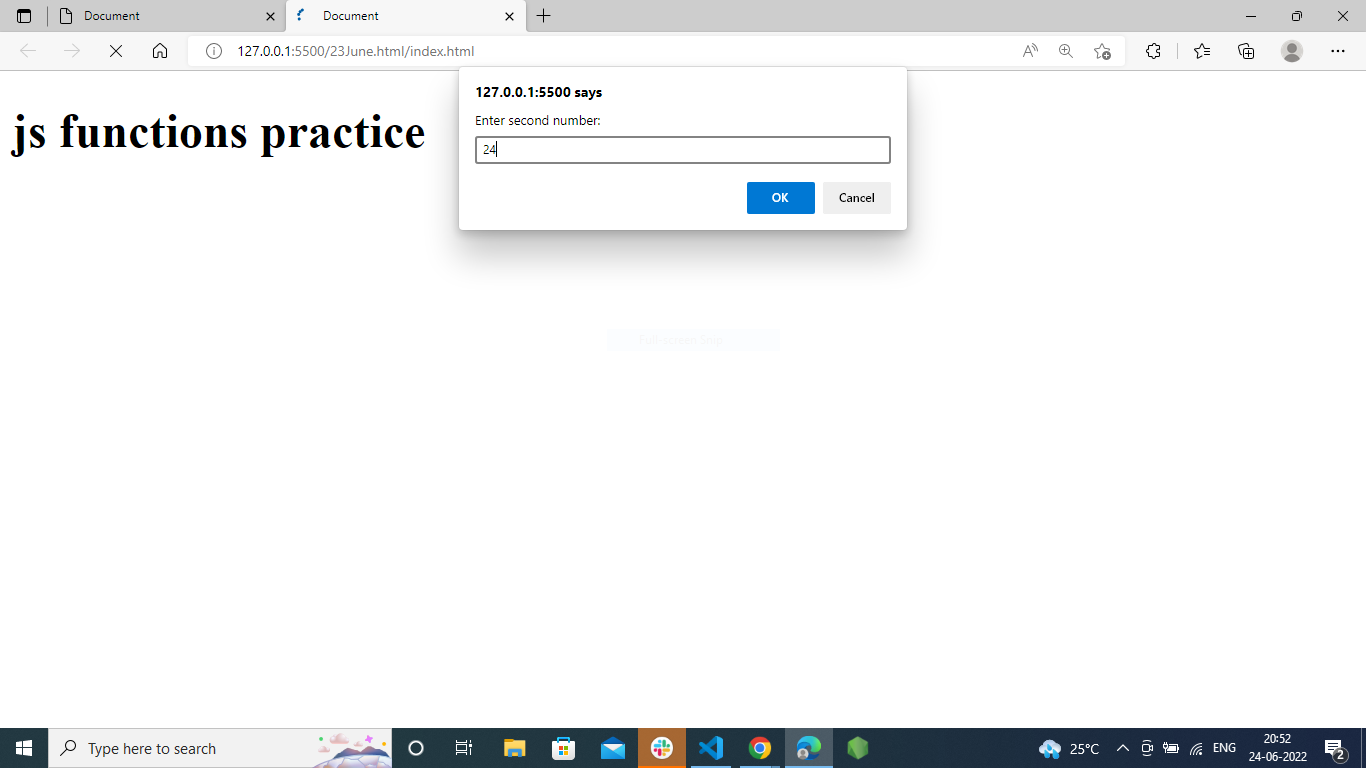 Document
Document
127.0.0.1:5500/23June.html/index.html
127.0.0.1:5500 says
Enter second number:
24
OK
Cancel
js functions practice
Full-screen Snip
Type here to search
25°C
ENG
20:52
24-06-2022
2